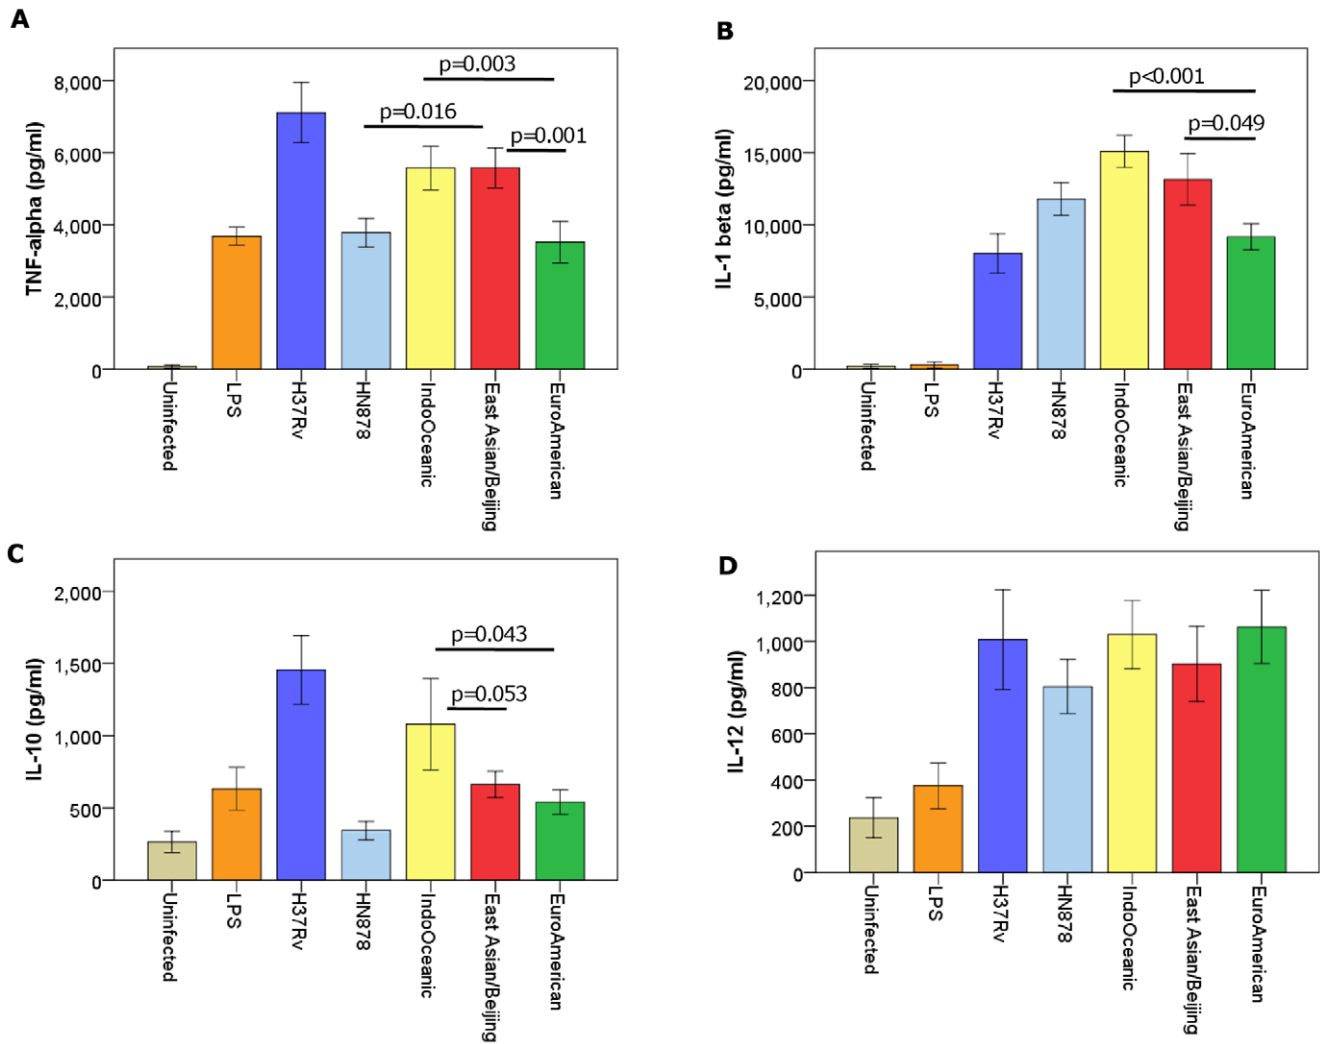 A
TNF-alpha (pg/ml)
8,000
6,000
4,000
2,000
0
p=0.003
p=0.016
p=0.001
Uninfected
LPS
H37Rv
HN878
IndoOceanic
East Asian/Beijing
EuroAmerican
B
IL-1 beta (pg/ml)
20,000
15,000
10,000
5,000
0
p<0.001
p=0.049
Uninfected
LPS
H37Rv
HN878
IndoOceanic
East Asian/Beijing
EuroAmerican
C
IL-10 (pg/ml)
2,000
1,500
1,000
500
0
p=0.043
p=0.053
Uninfected
LPS
H37Rv
HN878
IndoOceanic
East Asian/Beijing
EuroAmerican
D
IL-12 (pg/ml)
1,200
1,000
800
600
400
200
0
Uninfected
LPS
H37Rv
HN878
IndoOceanic
East Asian/Beijing
EuroAmerican